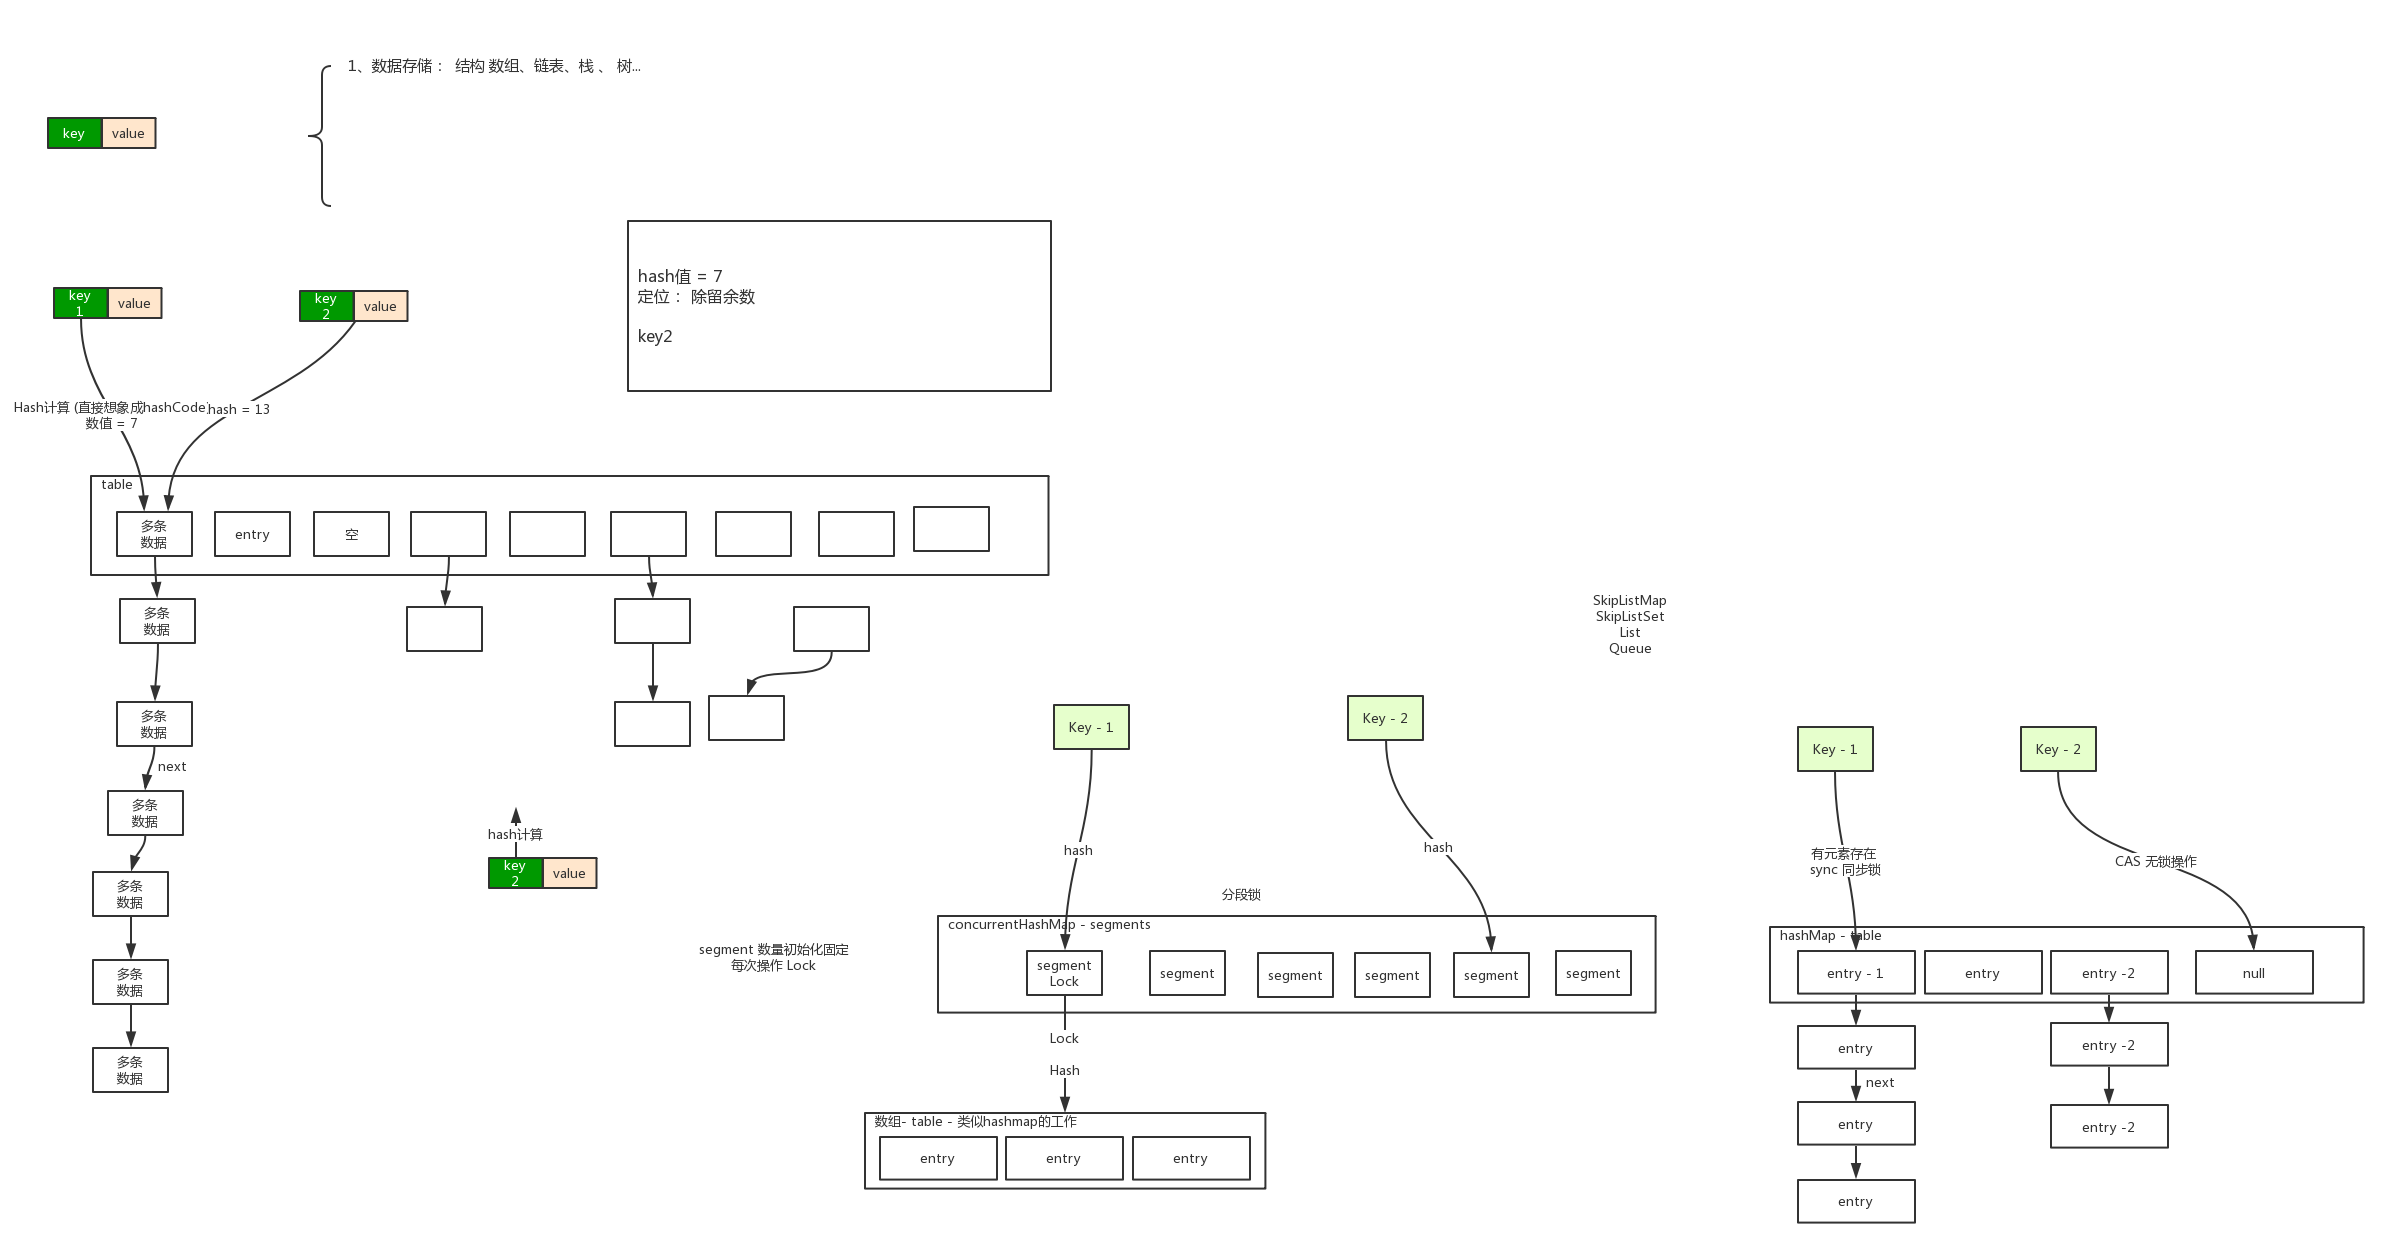 1、数据存储： 结构 数组、链表、栈 、 树...
key
value
hash值 = 7
定位： 除留余数
key2
key
1
value
key
2
value
Hash计算 (直接想象成hashCode)
数值 = 7
hash = 13
table
多条
数据
entry
空
多条
数据
多条
数据
next
多条
数据
多条
数据
多条
数据
多条
数据
hash计算
key
2
value
SkipListMap
SkipListSet
List
Queue
Key - 1
Key - 2
hash
hash
分段锁
segment 数量初始化固定
每次操作 Lock
concurrentHashMap - segments
segment
Lock
segment
segment
segment
segment
segment
Lock
Hash
数组- table - 类似hashmap的工作
entry
entry
entry
Key - 1
Key - 2
有元素存在
sync 同步锁
CAS 无锁操作
hashMap - table
entry - 1
entry
entry -2
null
entry
next
entry
entry
entry -2
entry -2